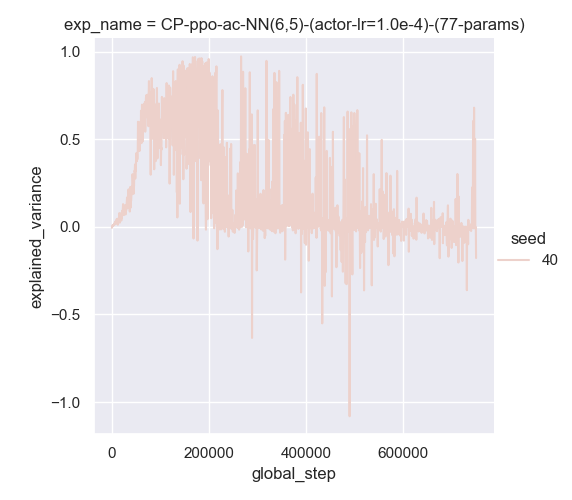 exp_name = CP-ppo-ac-NN(6,5)-(actor-lr=1.0e-4)-(77-params)
1.0
0.5
0.0
−0.5
−1.0
explained_variance
0
200000
400000
600000
global_step
seed
40